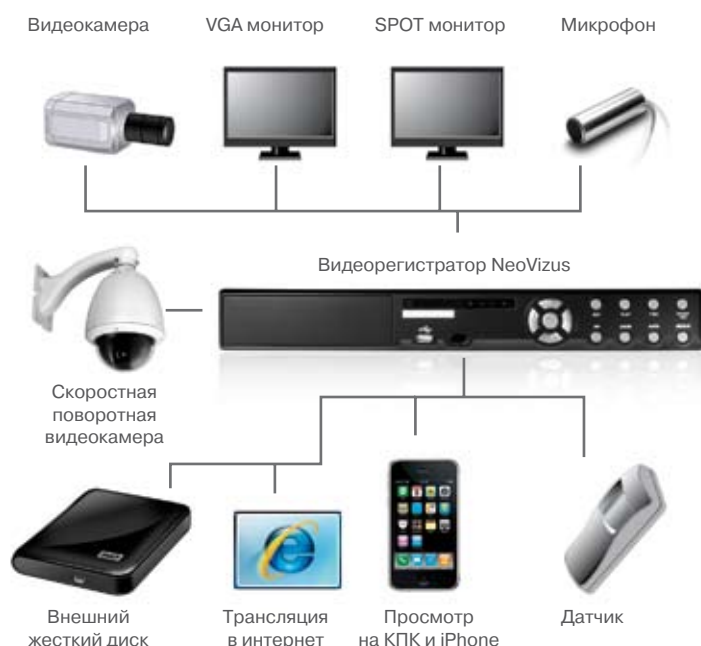 Видеокамера
VGA монитор
SPOT монитор
Микрофон
Видеорегистратор NeoVizus
Скоростная
поворотная
видеокамера
Внешний
жесткий диск
Трансляция
в интернет
Просмотр
на КПК и iPhone
Датчик